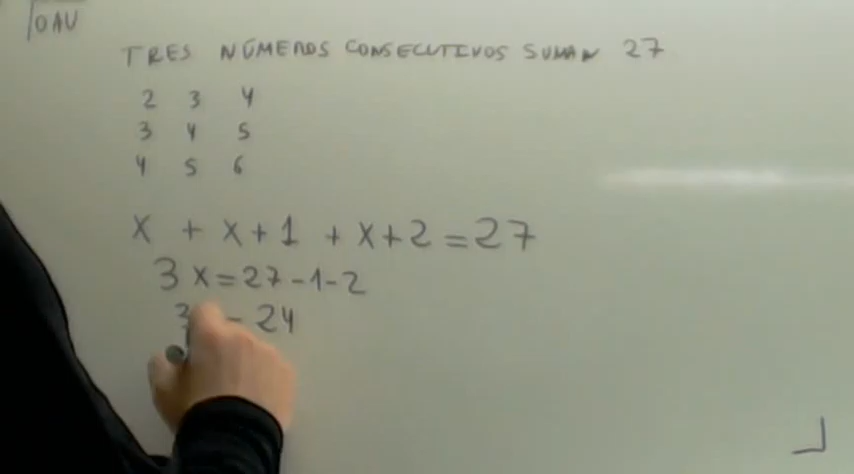 TRES NÚMEROS CONSECUTIVOS SUMAN 27
2 3 4
3 4 5
4 5 6
x + x+1 + x+2=27
3x=27-1-2
3 = 24